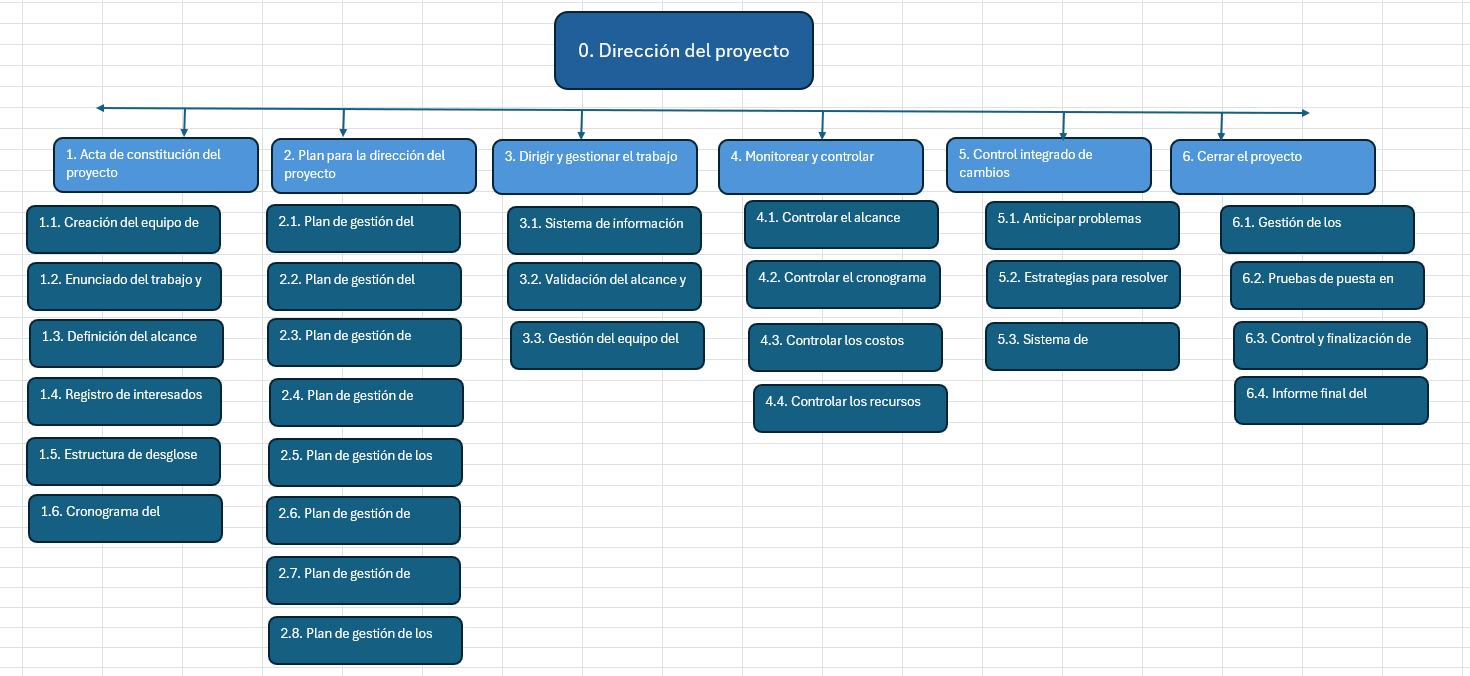 0. Dirección del proyecto
1. Acta de constitución del
proyecto
1.1. Creación del equipo de
1.2. Enunciado del trabajo y
1.3. Definición del alcance
1.4. Registro de interesados
1.5. Estructura de desglose
1.6. Cronograma del
2. Plan para la dirección del
proyecto
2.1. Plan de gestión del
2.2. Plan de gestión del
2.3. Plan de gestión de
2.4. Plan de gestión de
2.5. Plan de gestión de los
2.6. Plan de gestión de
2.7. Plan de gestión de
2.8. Plan de gestión de los
3. Dirigir y gestionar el trabajo
3.1. Sistema de información
3.2. Validación del alcance y
3.3. Gestión del equipo del
4. Monitorear y controlar
4.1. Controlar el alcance
4.2. Controlar el cronograma
4.3. Controlar los costos
4.4. Controlar los recursos
5. Control integrado de
cambios
5.1. Anticipar problemas
5.2. Estrategias para resolver
5.3. Sistema de
6. Cerrar el proyecto
6.1. Gestión de los
6.2. Pruebas de puesta en
6.3. Control y finalización de
6.4. Informe final del